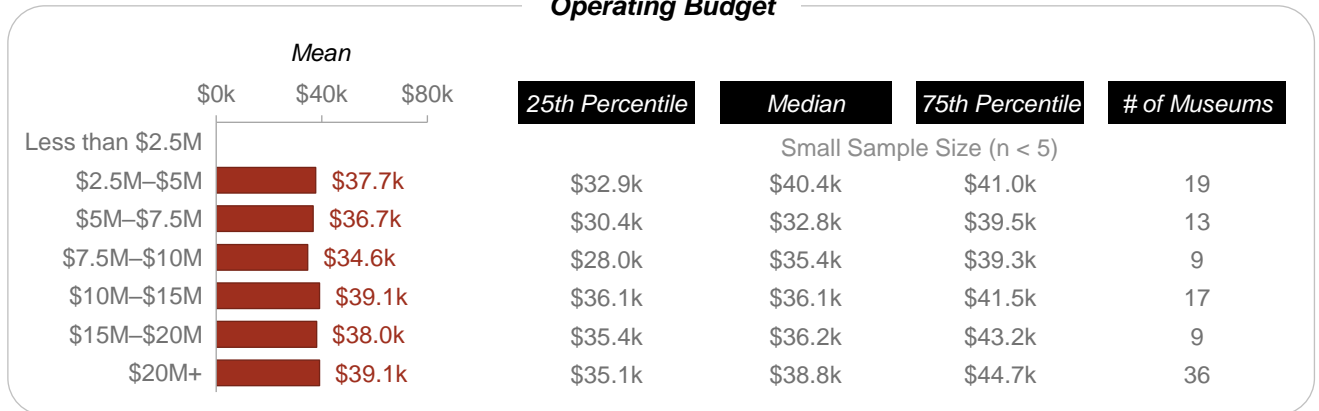 Operating Budget
Mean
$0k $40k $80k 25th Percentile Median 75th Percentile # of Museums
Less than $2.5M Small Sample Size (n < 5)
$2.5M–$5M $37.7k $32.9k $40.4k $41.0k 19
$5M–$7.5M $36.7k $30.4k $32.8k $39.5k 13
$7.5M–$10M $34.6k $28.0k $35.4k $39.3k 9
$10M–$15M $39.1k $36.1k $36.1k $41.5k 17
$15M–$20M $38.0k $35.4k $36.2k $43.2k 9
$20M+ $39.1k $35.1k $38.8k $44.7k 36